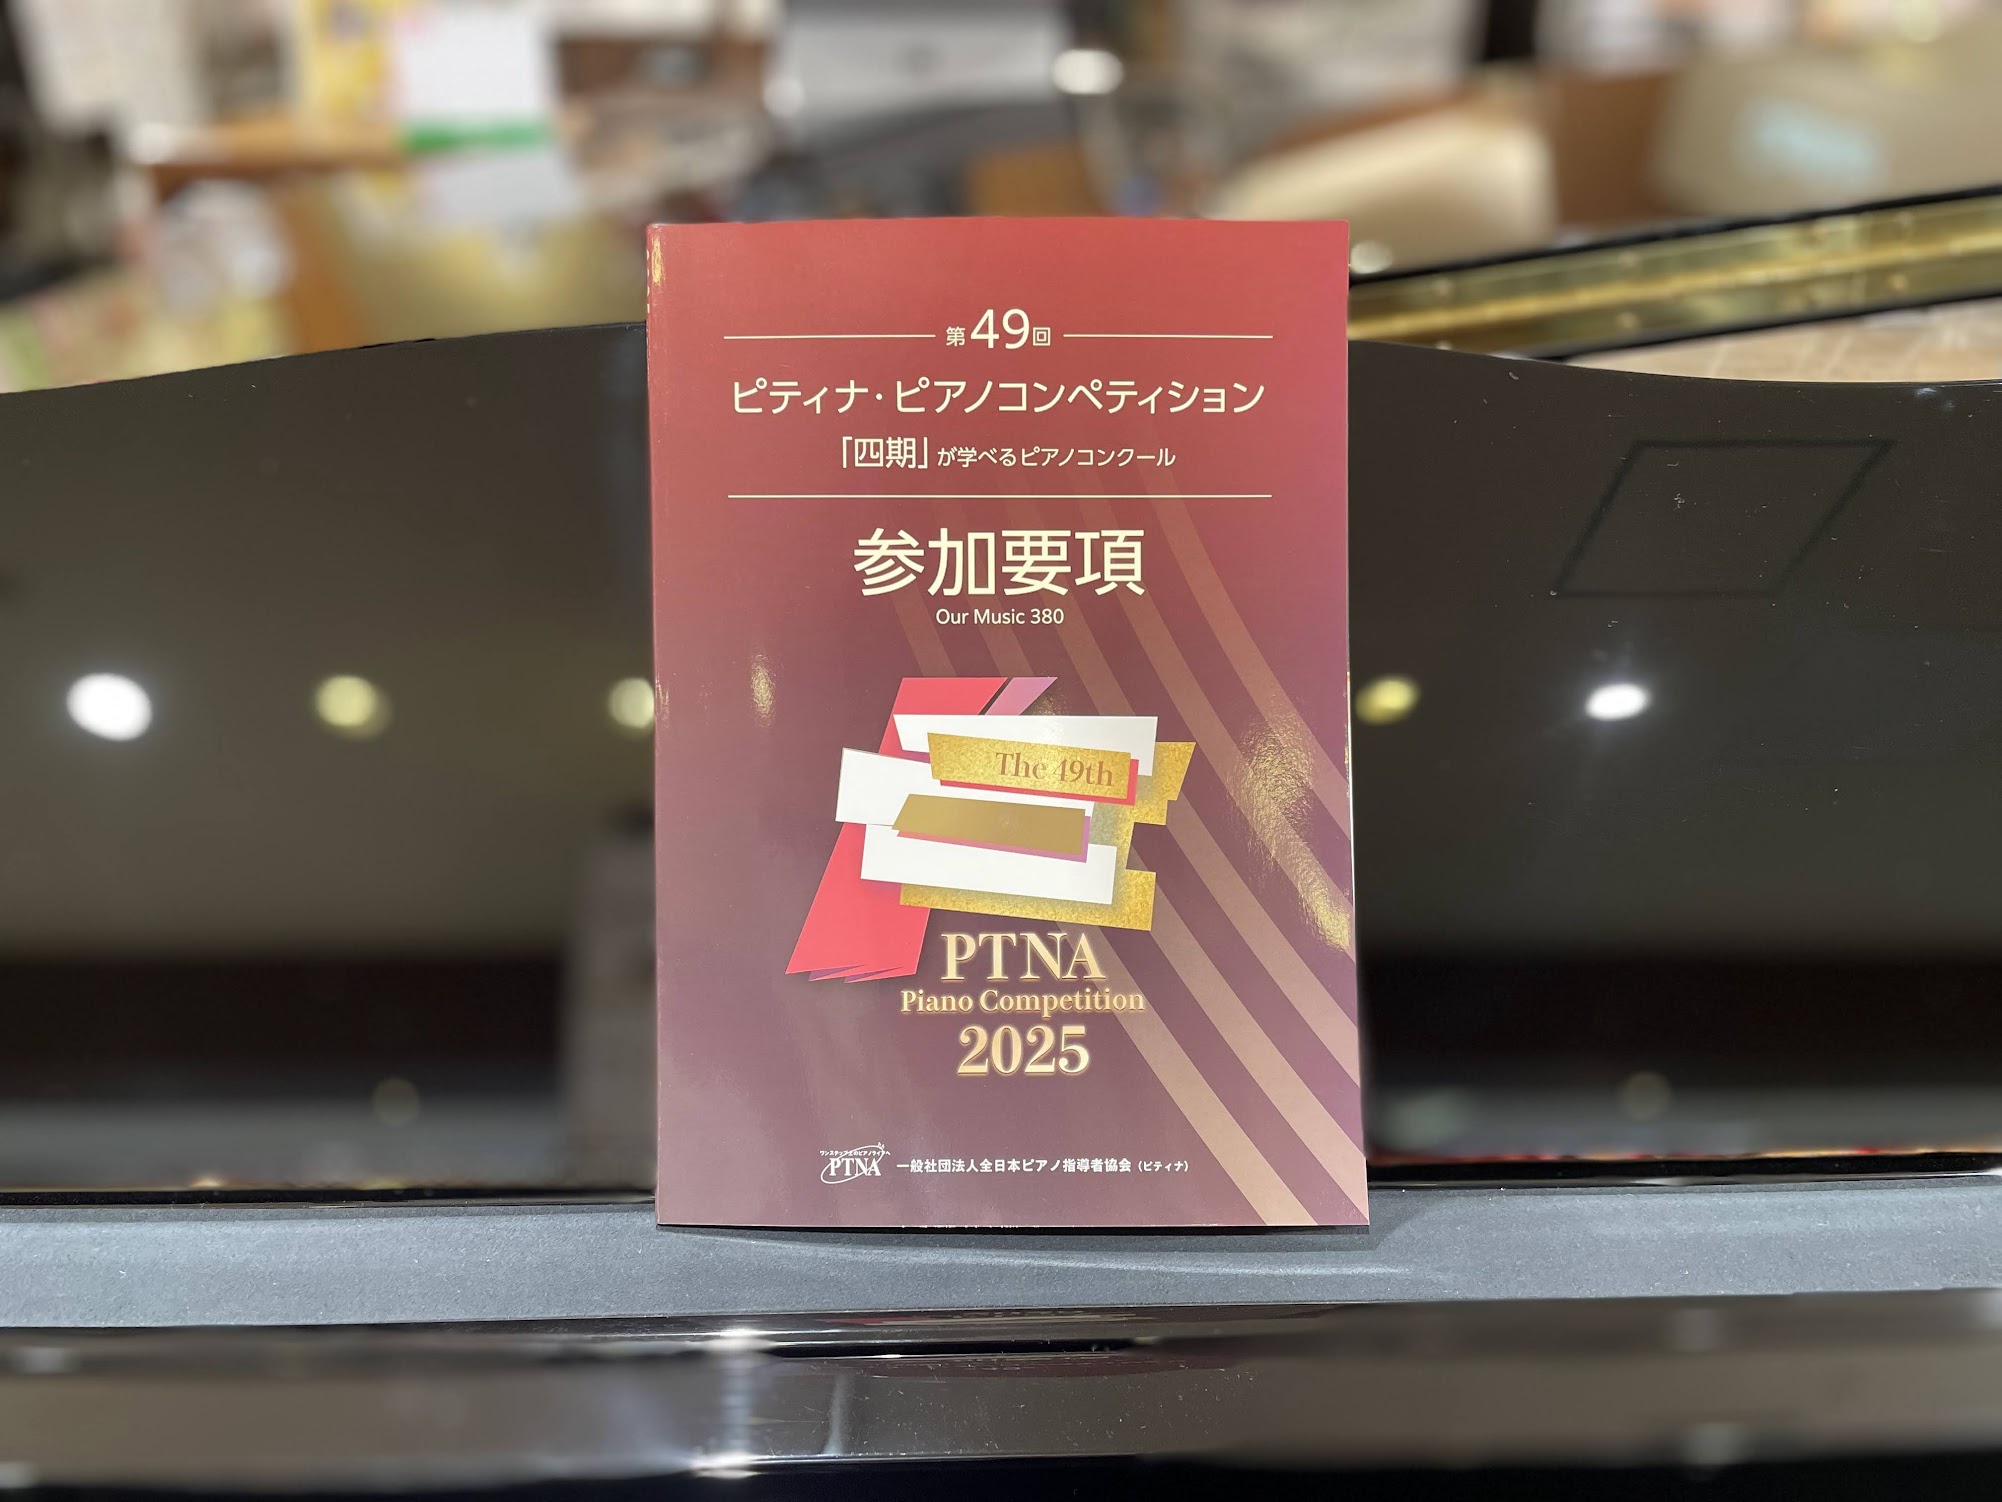 第49回
ピティナ・ピアノコンペティション
「四期」が学べるピアノコンクール
参加要項
Our Music 380
The 49th
PTNA
Piano Competition
2025
PTNA 一般社団法人全日本ピアノ指導者協会（ピティナ）